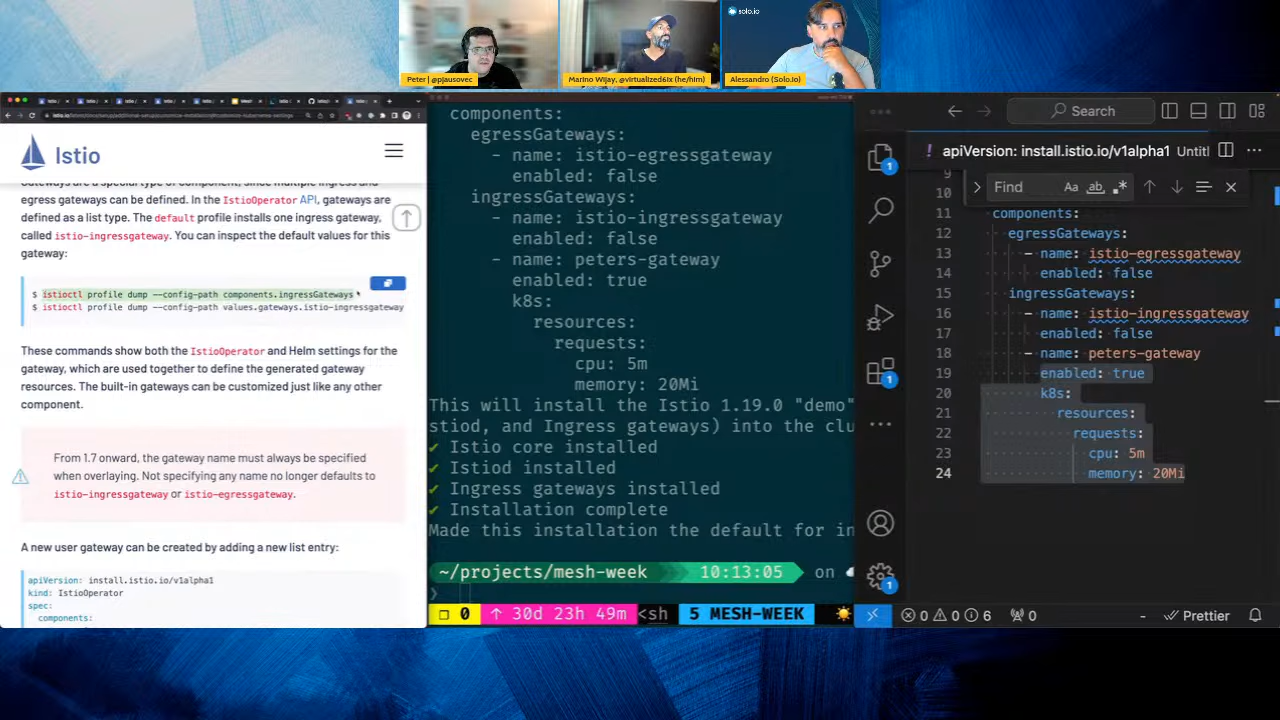 solo.io
Peter | @pjausovec
Marino Wijay, @virtualized6ix (he/him)
Alessandro (Solo.io)
Istio
Gateways are a special type of component, since multiple ingress and
egress gateways can be defined. In the IstioOperator API, gateways are
defined as a list type. The default profile installs one ingress gateway,
called istio-ingressgateway. You can inspect the default values for this
gateway:
$ istioctl profile dump --config-path components.ingressGateways
$ istioctl profile dump --config-path values.gateways.istio-ingressgateway
These commands show both the IstioOperator and Helm settings for the
gateway, which are used together to define the generated gateway
resources. The built-in gateways can be customized just like any other
component.
From 1.7 onward, the gateway name must always be specified
when overlaying. Not specifying any name no longer defaults to
istio-ingressgateway or istio-egressgateway.
A new user gateway can be created by adding a new list entry:
apiVersion: install.istio.io/v1alpha1
kind: IstioOperator
spec:
components:
components:
egressGateways:
- name: istio-egressgateway
enabled: false
ingressGateways:
- name: istio-ingressgateway
enabled: false
- name: peters-gateway
enabled: true
k8s:
resources:
requests:
cpu: 5m
memory: 20Mi
This will install the Istio 1.19.0 "demo"
stiod, and Ingress gateways) into the clu
✔ Istio core installed
✔ Istiod installed
✔ Ingress gateways installed
✔ Installation complete
Made this installation the default for in
~/projects/mesh-week 10:13:05 on
0 ↑ 30d 23h 49m <sh 5 MESH-WEEK
Search
! apiVersion: install.istio.io/v1alpha1 Untitl
Find Aa ab
9
10
11 components:
12 egressGateways:
13 - name: istio-egressgateway
14 enabled: false
15 ingressGateways:
16 - name: istio-ingressgateway
17 enabled: false
18 - name: peters-gateway
19 enabled: true
20 k8s:
21 resources:
22 requests:
23 cpu: 5m
24 memory: 20Mi
1
1
1
0 0 6 0 - Prettier